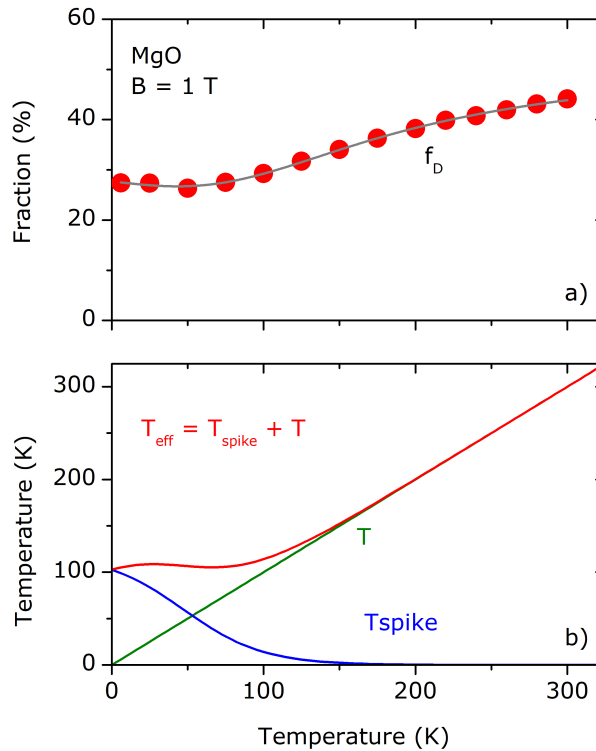 60
MgO
B = 1 T
40
f_D
20
a)
0
Fraction (%)
300
T_eff = T_spike + T
200
T
100
Tspike
b)
0
Temperature (K)
0 100 200 300
Temperature (K)